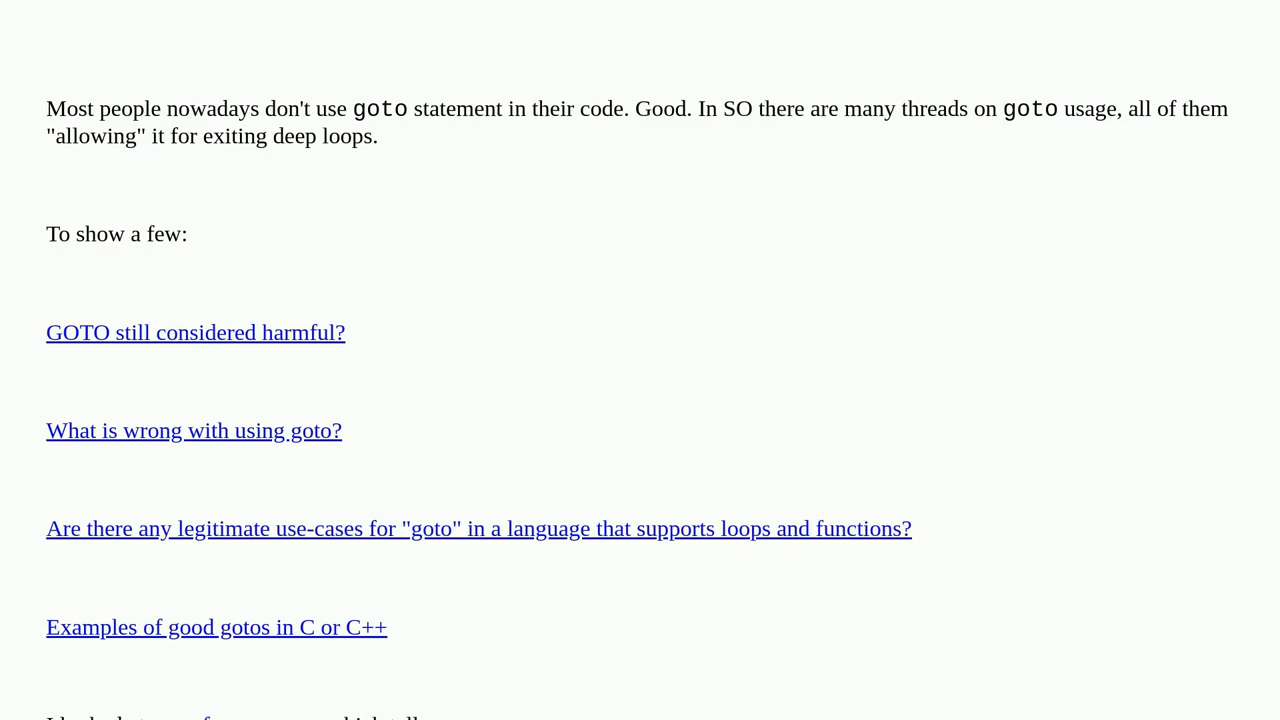 Most people nowadays don't use goto statement in their code. Good. In SO there are many threads on goto usage, all of them
"allowing" it for exiting deep loops.
To show a few:
GOTO still considered harmful?
What is wrong with using goto?
Are there any legitimate use-cases for "goto" in a language that supports loops and functions?
Examples of good gotos in C or C++